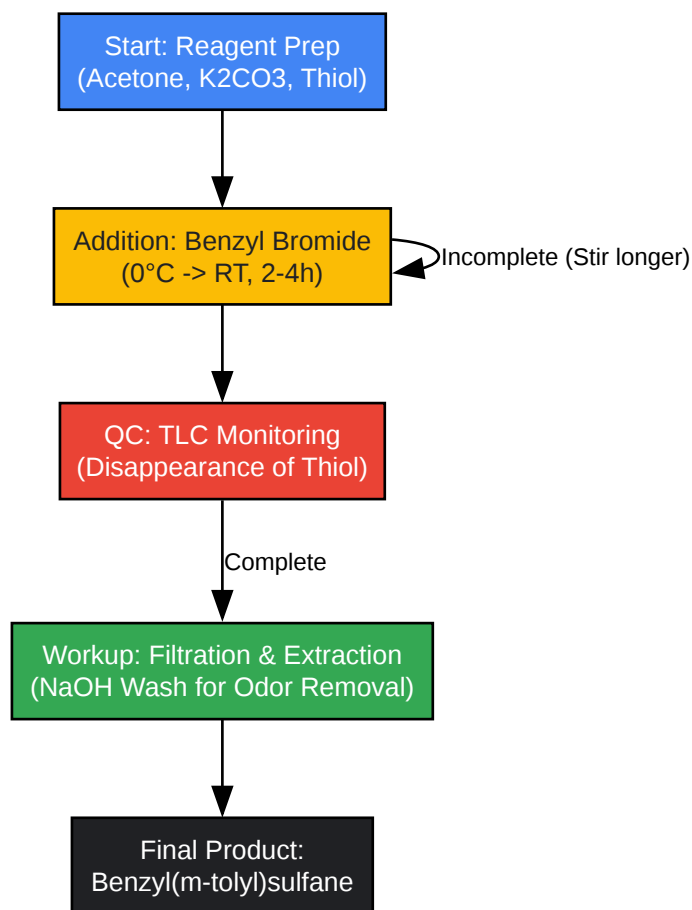 Start: Reagent Prep
(Acetone, K2CO3, Thiol)
Addition: Benzyl Bromide
(0°C -> RT, 2-4h)
Incomplete (Stir longer)
QC: TLC Monitoring
(Disappearance of Thiol)
Complete
Workup: Filtration & Extraction
(NaOH Wash for Odor Removal)
Final Product:
Benzyl(m-tolyl)sulfane